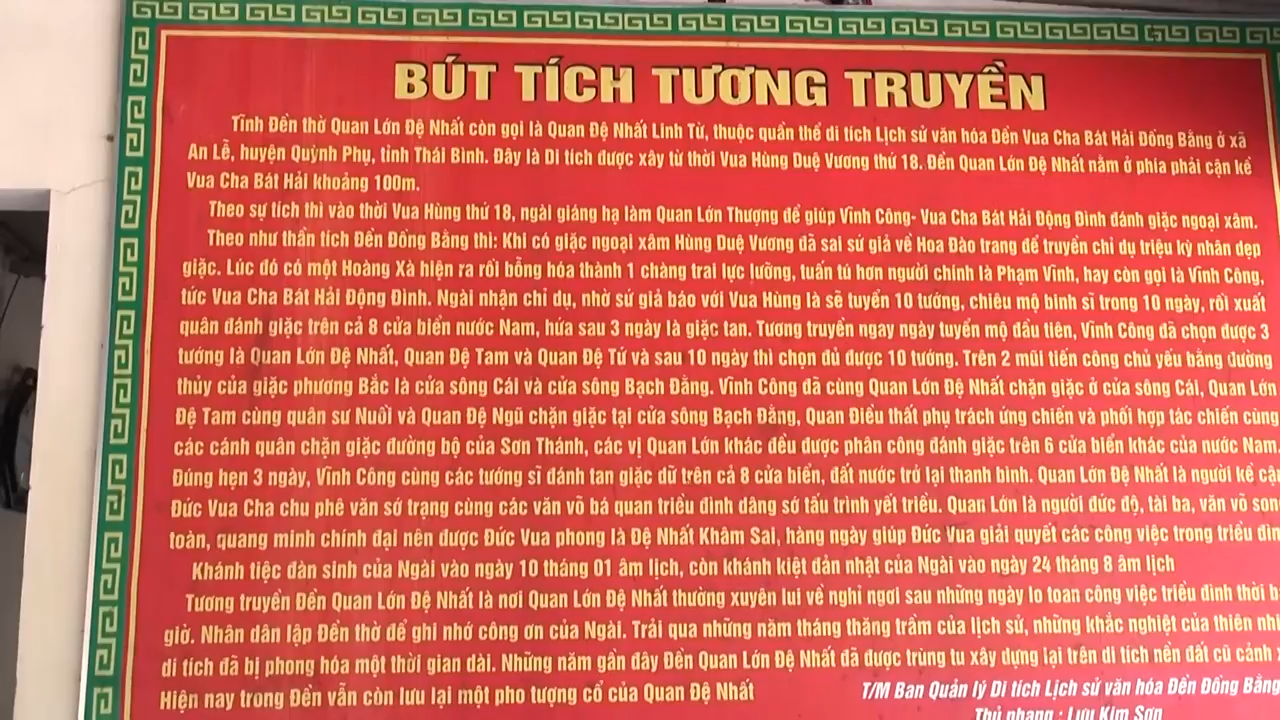 BÚT TÍCH TƯƠNG TRUYỀN
Tĩnh Đền thờ Quan Lớn Đệ Nhất còn gọi là Quan Đệ Nhất Linh Từ, thuộc quần thể di tích Lịch sử văn hóa Đền Vua Cha Bát Hải Đồng Bằng ở xã
An Lễ, huyện Quỳnh Phụ, tỉnh Thái Bình. Đây là Di tích được xây từ thời Vua Hùng Duệ Vương thứ 18. Đền Quan Lớn Đệ Nhất nằm ở phía phải cận kề
Vua Cha Bát Hải khoảng 100m.
Theo sự tích thì vào thời Vua Hùng thứ 18, ngài giáng hạ làm Quan Lớn Thượng để giúp Vĩnh Công- Vua Cha Bát Hải Động Đình đánh giặc ngoại xâm.
Theo như thần tích Đền Đồng Bằng thì: Khi có giặc ngoại xâm Hùng Duệ Vương đã sai sứ giả về Hoa Đào trang để truyền chỉ dụ triệu kỳ nhân dẹp
giặc. Lúc đó có một Hoàng Xà hiện ra rồi bỗng hóa thành 1 chàng trai lực lưỡng, tuấn tú hơn người chính là Phạm Vĩnh, hay còn gọi là Vĩnh Công,
tức Vua Cha Bát Hải Động Đình. Ngài nhận chỉ dụ, nhờ sứ giả báo với Vua Hùng là sẽ tuyển 10 tướng, chiêu mộ binh sĩ trong 10 ngày, rồi xuất
quân đánh giặc trên cả 8 cửa biển nước Nam, hứa sau 3 ngày là giặc tan. Tương truyền ngay ngày tuyển mộ đầu tiên, Vĩnh Công đã chọn được 3
tướng là Quan Lớn Đệ Nhất, Quan Đệ Tam và Quan Đệ Tứ và sau 10 ngày thì chọn đủ được 10 tướng. Trên 2 mũi tiến công chủ yếu bằng đường
thủy của giặc phương Bắc là cửa sông Cái và cửa sông Bạch Đằng. Vĩnh Công đã cùng Quan Lớn Đệ Nhất chặn giặc ở cửa sông Cái, Quan Lớn
Đệ Tam cùng quân sư Nuôi và Quan Đệ Ngũ chặn giặc tại cửa sông Bạch Đằng, Quan Điều thất phụ trách ứng chiến và phối hợp tác chiến cùng
các cánh quân chặn giặc đường bộ của Sơn Thánh, các vị Quan Lớn khác đều được phân công đánh giặc trên 6 cửa biển khác của nước Nam.
Đúng hẹn 3 ngày, Vĩnh Công cùng các tướng sĩ đánh tan giặc dữ trên cả 8 cửa biển, đất nước trở lại thanh bình. Quan Lớn Đệ Nhất là người kề
Đức Vua Cha chu phê văn sớ trạng cùng các văn võ bá quan triều đình dâng sớ tấu trình yết triều. Quan Lớn là người đức độ, tài ba, văn võ
toàn, quang minh chính đại nên được Đức Vua phong là Đệ Nhất Khâm Sai, hàng ngày giúp Đức Vua giải quyết các công việc trong triều
Khánh tiệc đản sinh của Ngài vào ngày 10 tháng 01 âm lịch, còn khánh kiệt đản nhật của Ngài vào ngày 24 tháng 8 âm lịch
Tương truyền Đền Quan Lớn Đệ Nhất là nơi Quan Lớn Đệ Nhất thường xuyên lui về nghỉ ngơi sau những ngày lo toan công việc triều đình thời
giờ. Nhân dân lập Đền thờ để ghi nhớ công ơn của Ngài. Trải qua những năm tháng thăng trầm của lịch sử, những khắc nghiệt của thiên
di tích đã bị phong hóa một thời gian dài. Những năm gần đây Đền Quan Lớn Đệ Nhất đã được trùng tu xây dựng lại trên di tích nền đất cũ cảnh
Hiện nay trong Đền vẫn còn lưu lại một pho tượng cổ của Quan Đệ Nhất
T/M Ban Quản lý Di tích Lịch sử văn hóa Đền Đồng Bằng
Thủ nhang : Lưu Kim Sơn